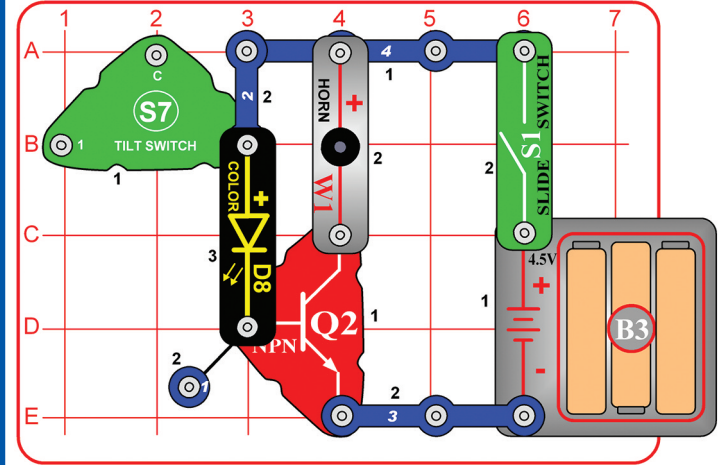 1 2 3 4 5 6 7
A
B
C
D
E
C
S7
TILT SWITCH
1
1
2
2
4
1
HORN
+
W1
2
SLIDE SWITCH
S1
2
COLOR
+
D8
3
NPN
Q2
1
2
1
2
3
4.5V
+
-
1
B3